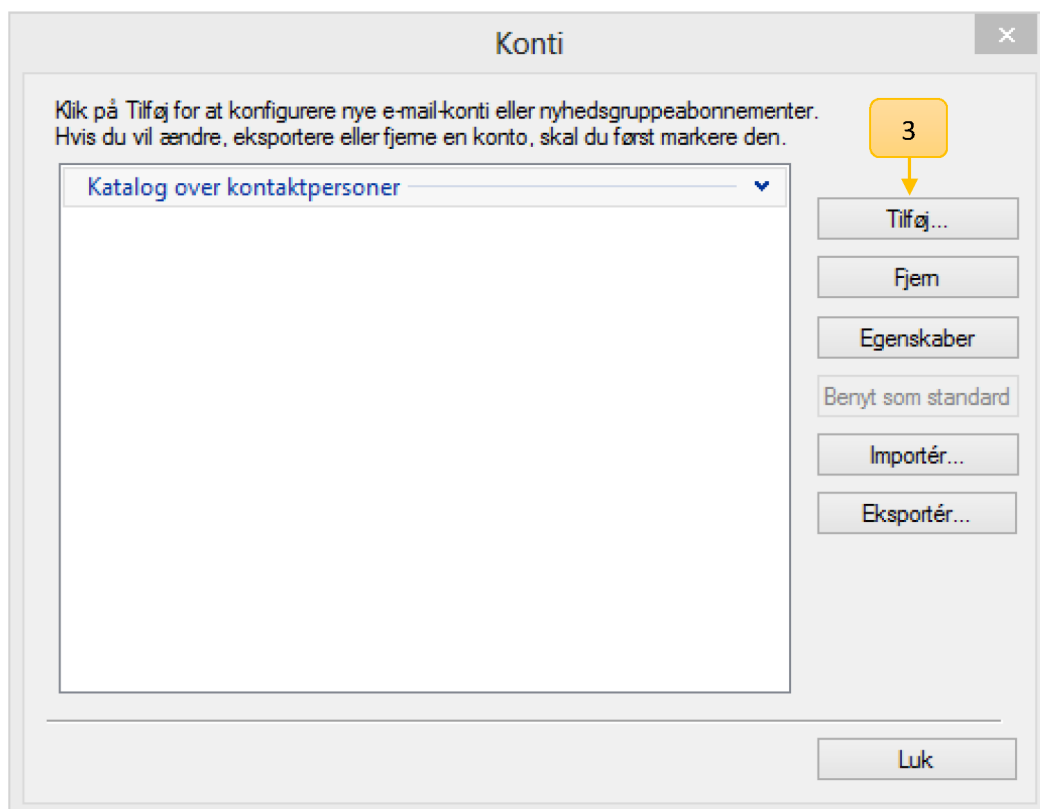 Konti
Klik på Tilføj for at konfigurere nye e-mail-konti eller nyhedsgruppeabonnementer.
Hvis du vil ændre, eksportere eller fjerne en konto, skal du først markere den.
3
Katalog over kontaktpersoner
Tilføj...
Fjern
Egenskaber
Benyt som standard
Importér...
Eksportér...
Luk